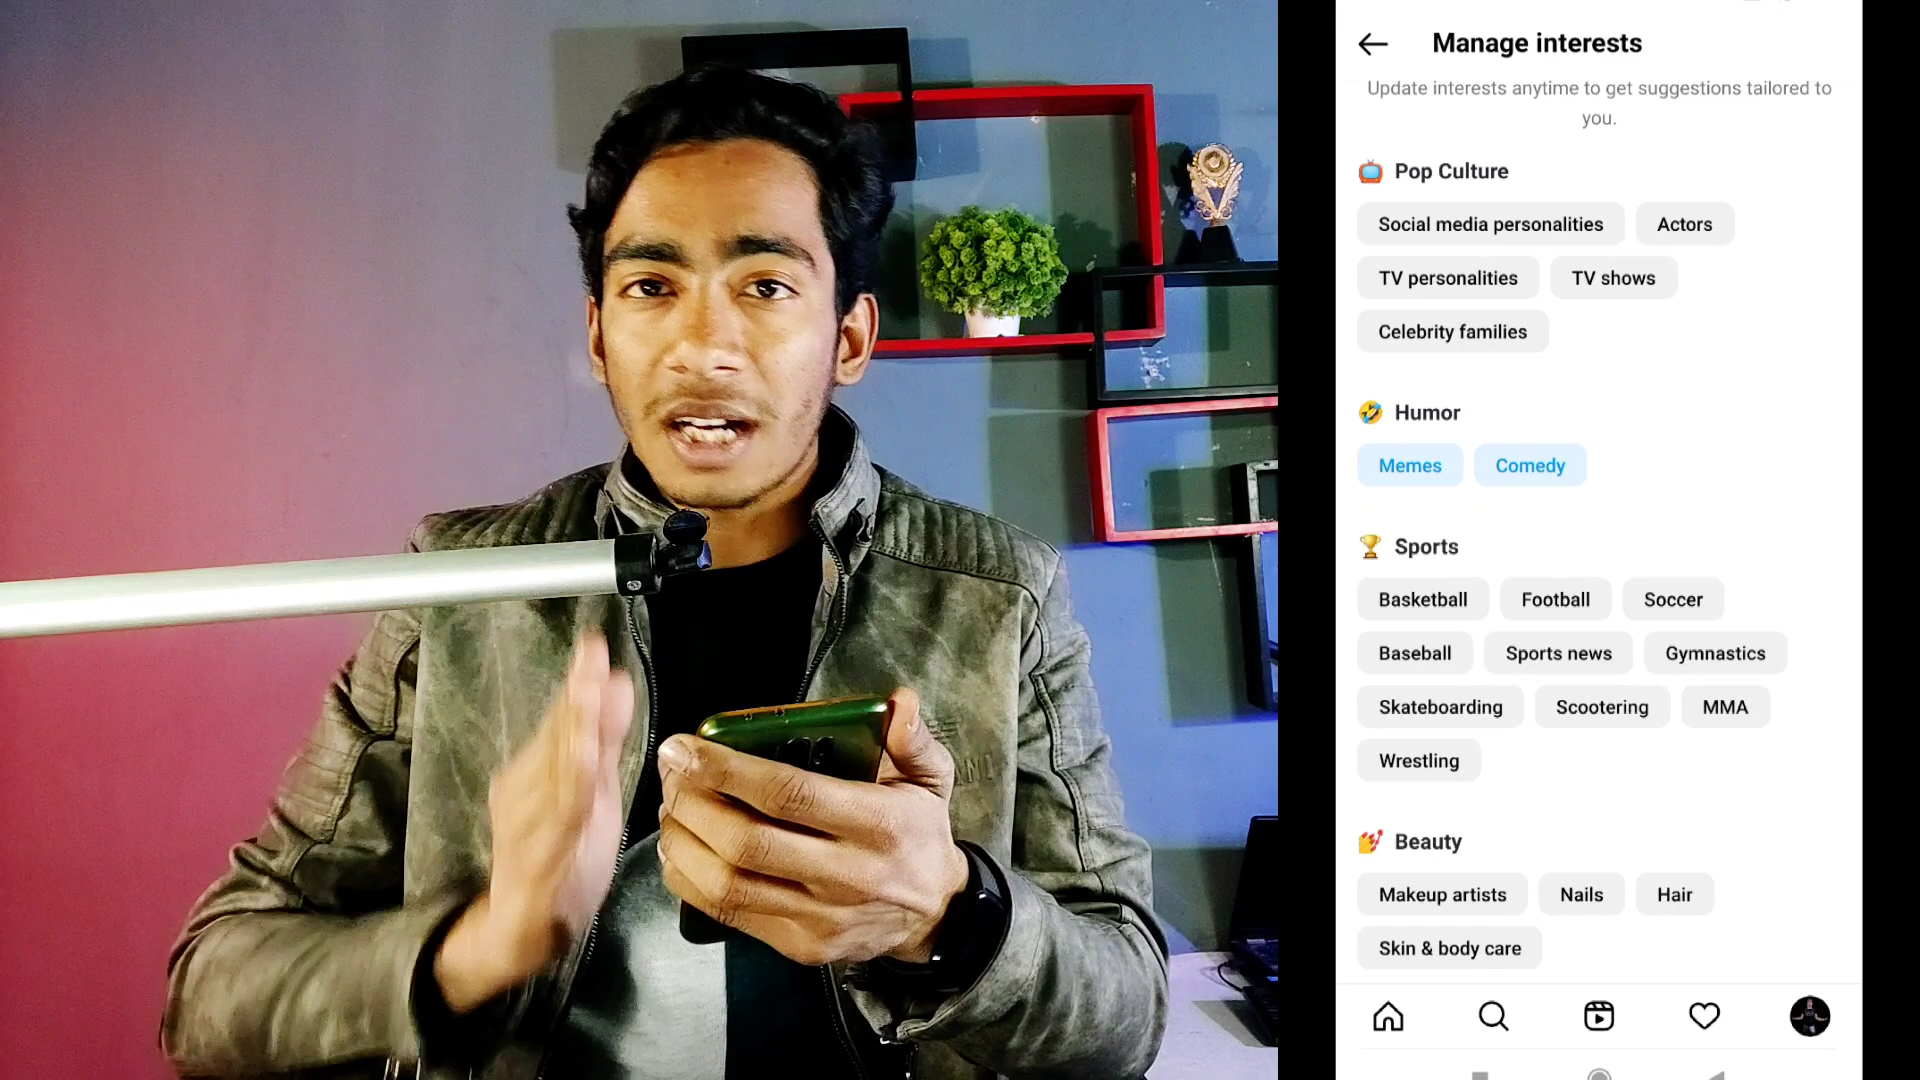 Manage interests
Update interests anytime to get suggestions tailored to
you.
Pop Culture
Social media personalities Actors
TV personalities TV shows
Celebrity families
Humor
Memes Comedy
Sports
Basketball Football Soccer
Baseball Sports news Gymnastics
Skateboarding Scootering MMA
Wrestling
Beauty
Makeup artists Nails Hair
Skin & body care